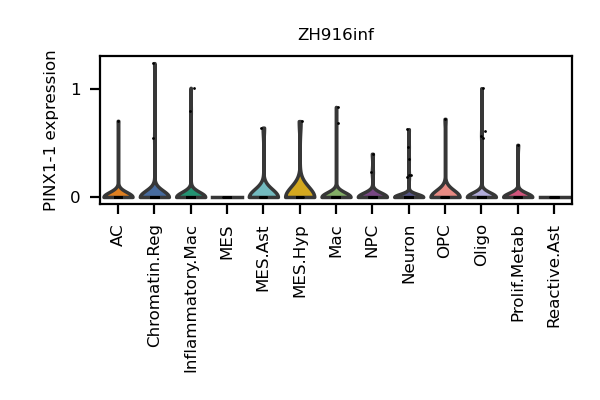 ZH916inf
PINX1-1 expression
1
0
AC
Chromatin.Reg
Inflammatory.Mac
MES
MES.Ast
MES.Hyp
Mac
NPC
Neuron
OPC
Oligo
Prolif.Metab
Reactive.Ast